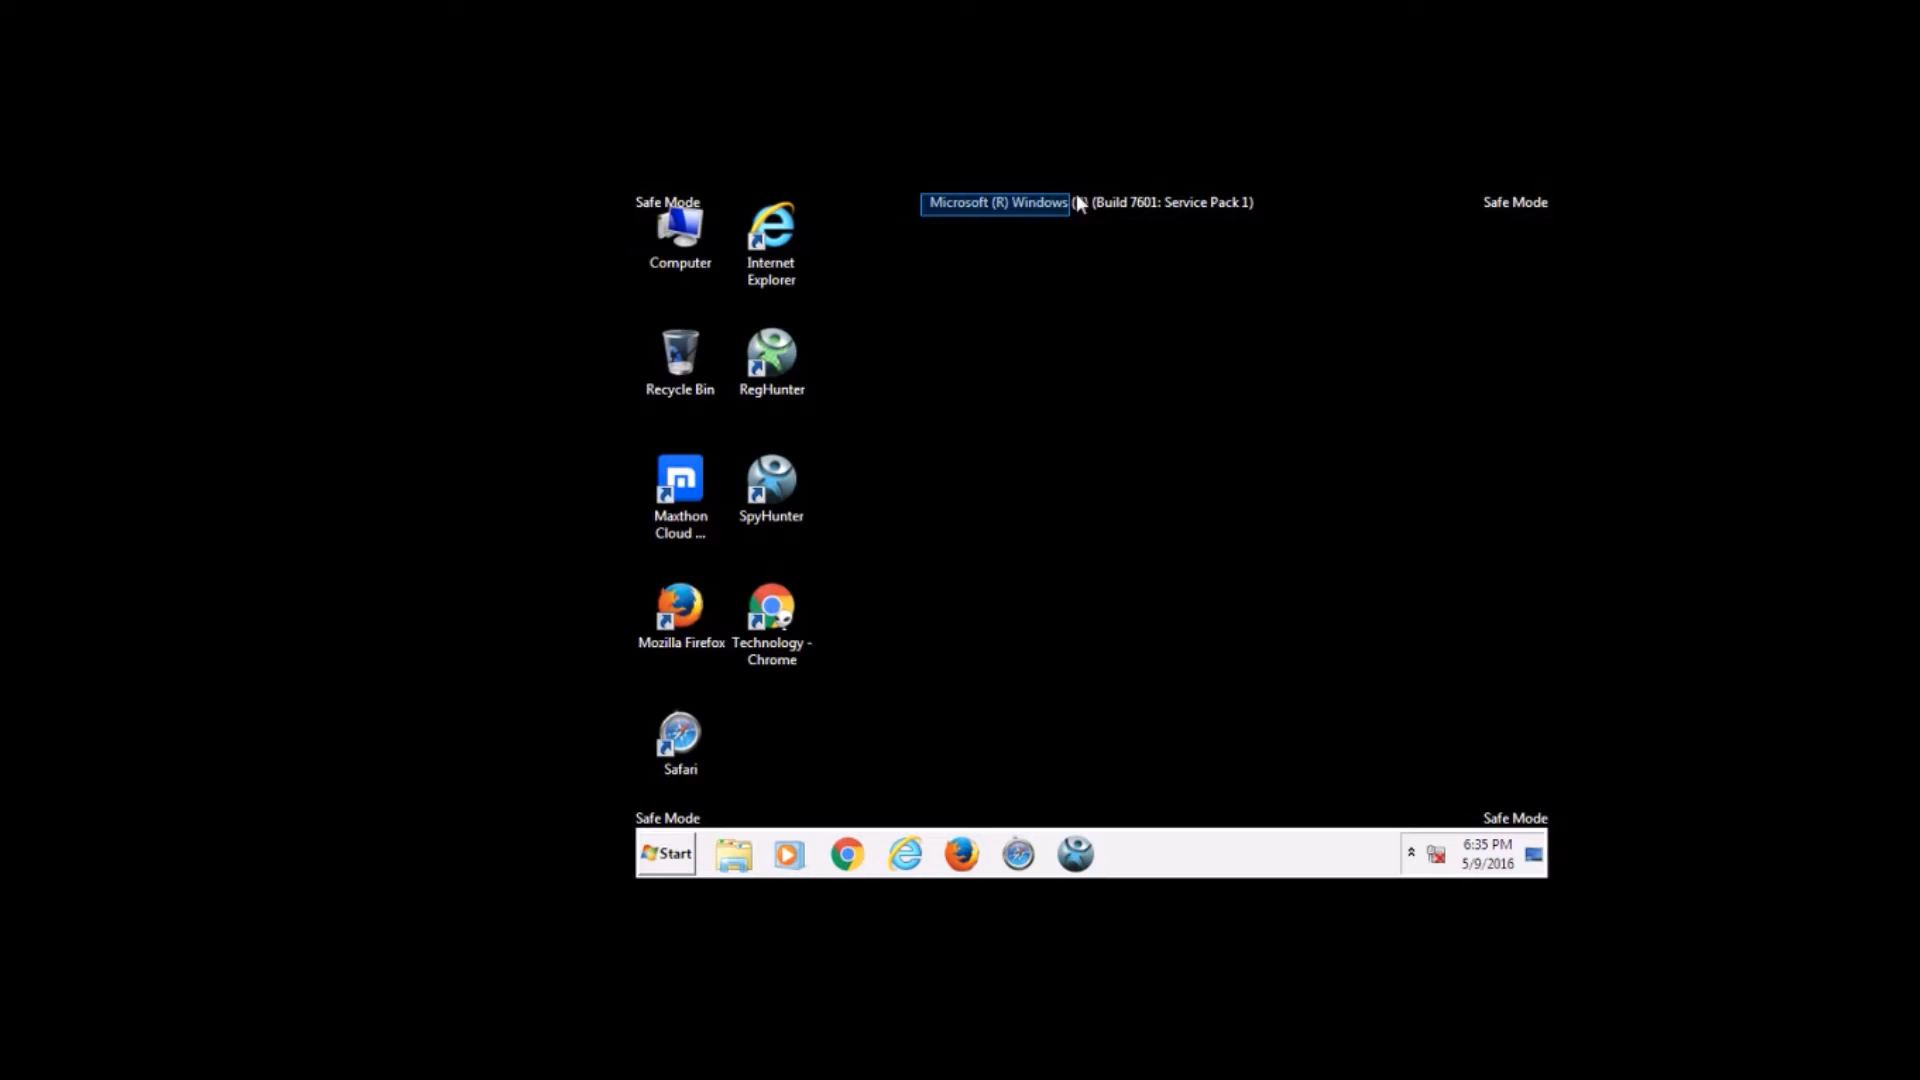 Safe Mode
Microsoft (R) Windows (Build 7601: Service Pack 1)
Safe Mode
Computer
Internet
Explorer
Recycle Bin
RegHunter
Maxthon
Cloud ...
SpyHunter
Mozilla Firefox
Technology -
Chrome
Safari
Safe Mode
Safe Mode
Start
6:35 PM
5/9/2016